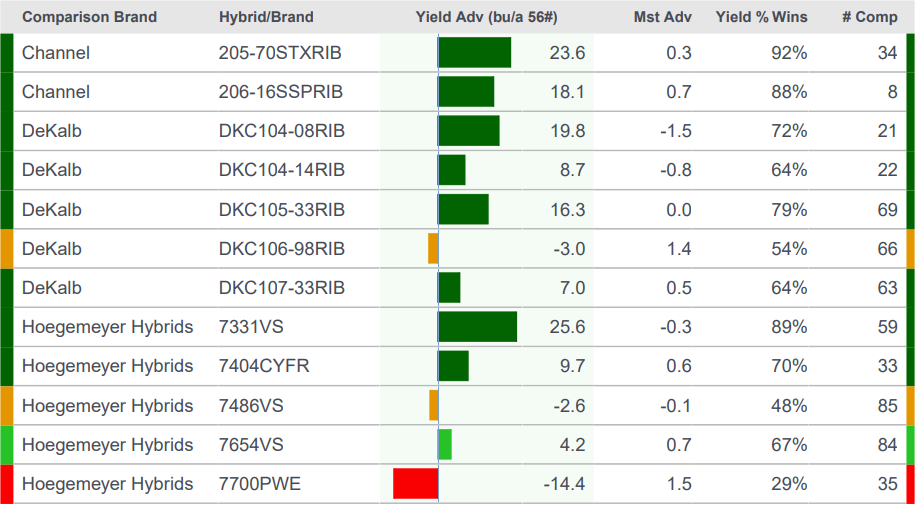 Comparison Brand Hybrid/Brand Yield Adv (bu/a 56#) Mst Adv Yield % Wins # Comp
Channel 205-70STXRIB 23.6 0.3 92% 34
Channel 206-16SSPRIB 18.1 0.7 88% 8
DeKalb DKC104-08RIB 19.8 -1.5 72% 21
DeKalb DKC104-14RIB 8.7 -0.8 64% 22
DeKalb DKC105-33RIB 16.3 0.0 79% 69
DeKalb DKC106-98RIB -3.0 1.4 54% 66
DeKalb DKC107-33RIB 7.0 0.5 64% 63
Hoegemeyer Hybrids 7331VS 25.6 -0.3 89% 59
Hoegemeyer Hybrids 7404CYFR 9.7 0.6 70% 33
Hoegemeyer Hybrids 7486VS -2.6 -0.1 48% 85
Hoegemeyer Hybrids 7654VS 4.2 0.7 67% 84
Hoegemeyer Hybrids 7700PWE -14.4 1.5 29% 35